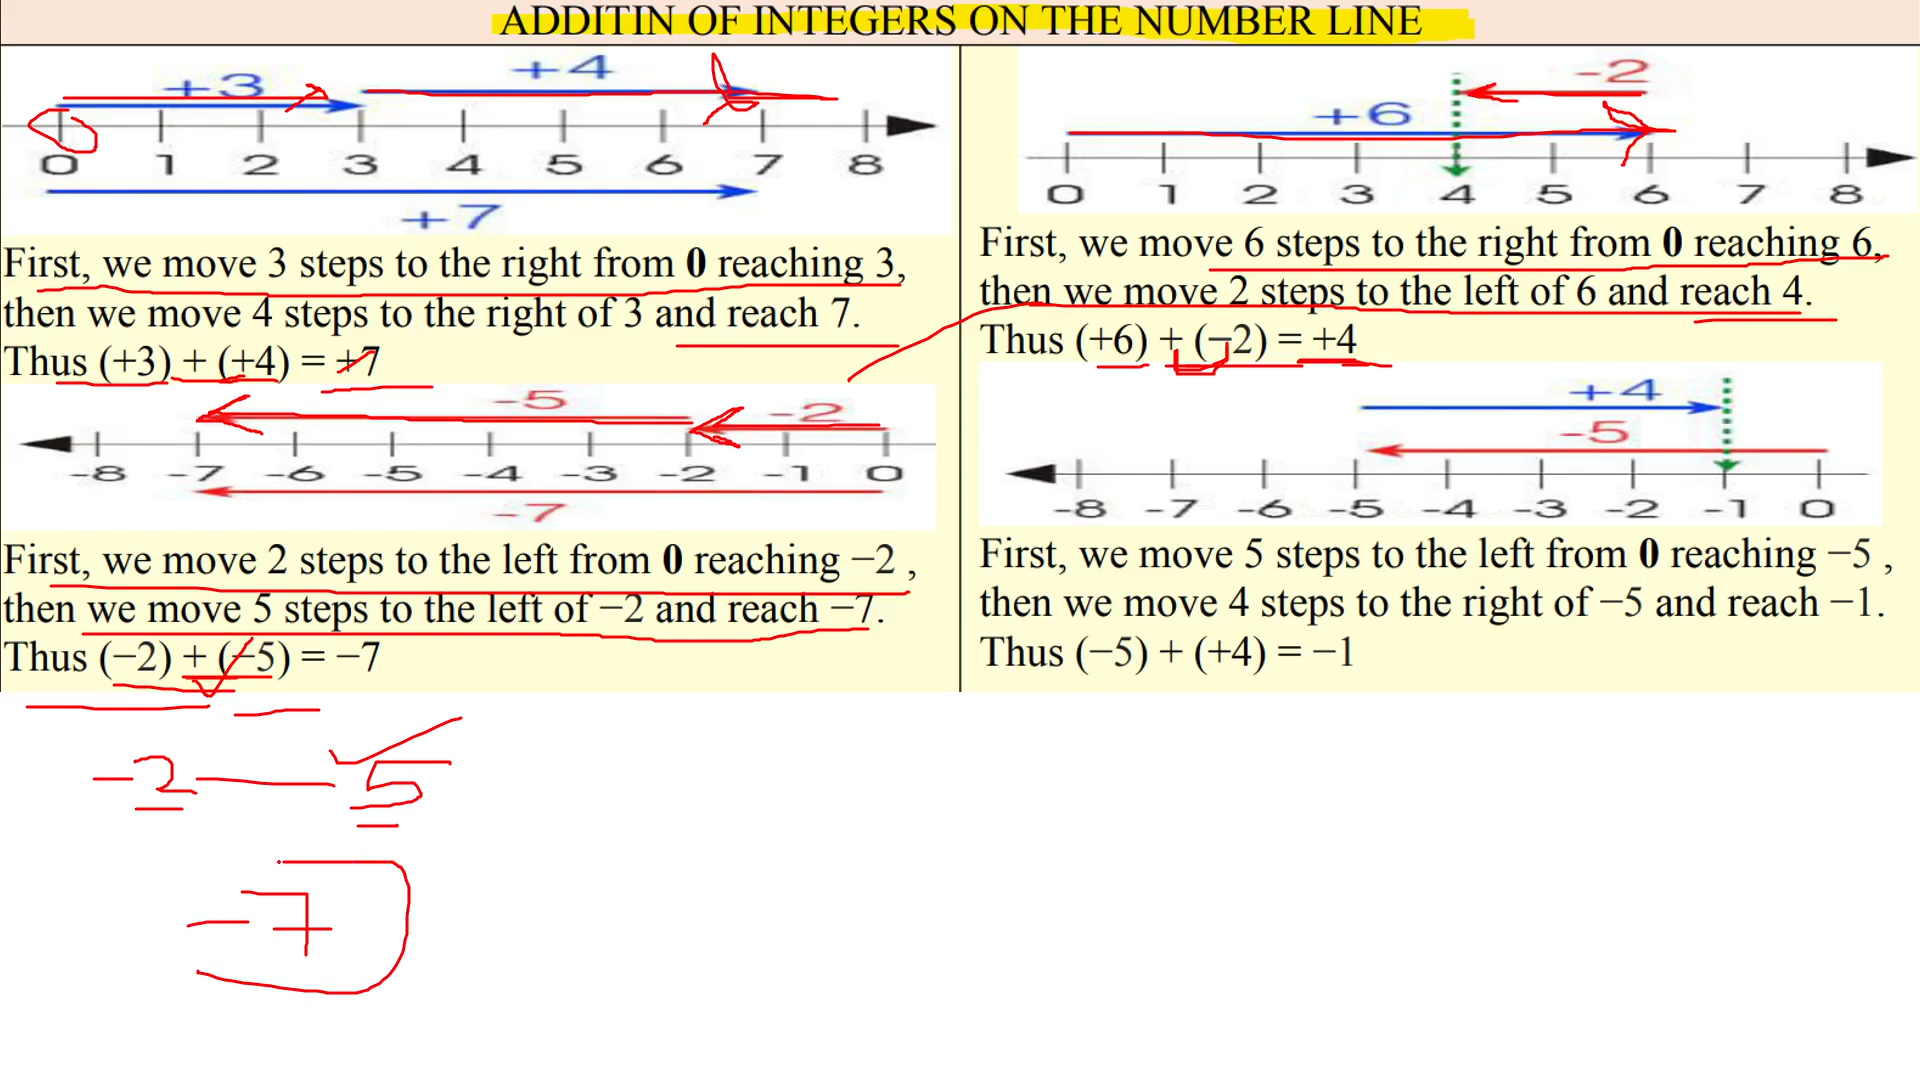 ADDITIN OF INTEGERS ON THE NUMBER LINE
+3 +4
0 1 2 3 4 5 6 7 8
+7
First, we move 3 steps to the right from 0 reaching 3,
then we move 4 steps to the right of 3 and reach 7.
Thus (+3) + (+4) = +7
-5 -2
-8 -7 -6 -5 -4 -3 -2 -1 0
-7
First, we move 2 steps to the left from 0 reaching −2 ,
then we move 5 steps to the left of −2 and reach −7.
Thus (−2) + (−5) = −7
-2 - 5
-7
-2
+6
0 1 2 3 4 5 6 7 8
First, we move 6 steps to the right from 0 reaching 6,
then we move 2 steps to the left of 6 and reach 4.
Thus (+6) + (−2) = +4
+4
-5
-8 -7 -6 -5 -4 -3 -2 -1 0
First, we move 5 steps to the left from 0 reaching −5 ,
then we move 4 steps to the right of −5 and reach −1.
Thus (−5) + (+4) = −1